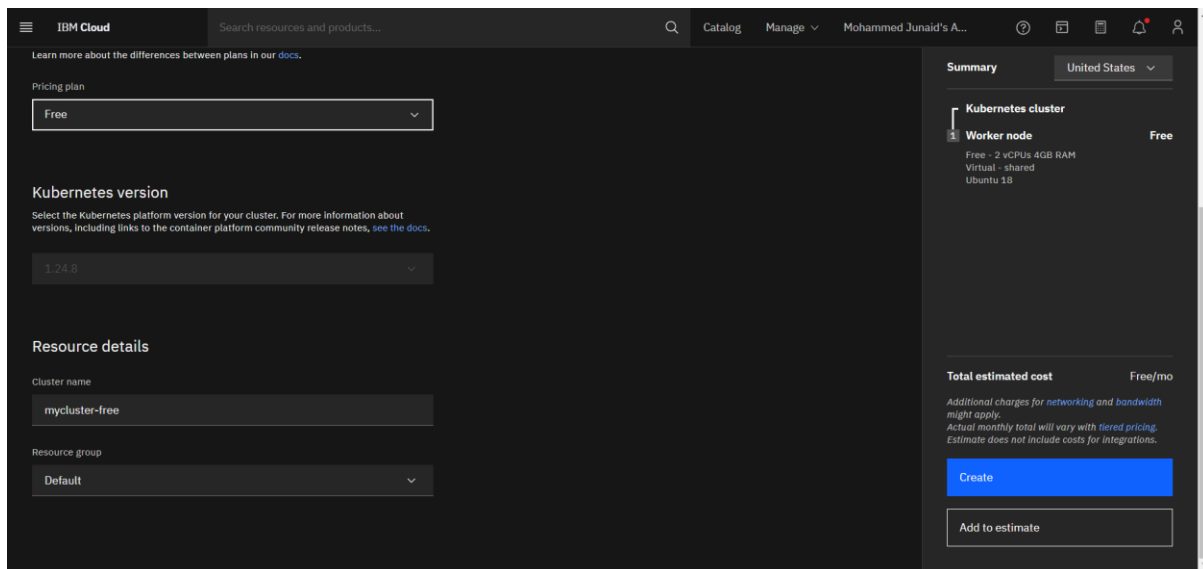 IBM Cloud
Search resources and products...
Catalog
Manage
Mohammed Junaid's A...
Learn more about the differences between plans in our docs.
Pricing plan
Free
Kubernetes version
Select the Kubernetes platform version for your cluster. For more information about
versions, including links to the container platform community release notes, see the docs.
1.24.8
Resource details
Cluster name
mycluster-free
Resource group
Default
Summary
United States
Kubernetes cluster
1 Worker node Free
Free - 2 vCPUs 4GB RAM
Virtual - shared
Ubuntu 18
Total estimated cost Free/mo
Additional charges for networking and bandwidth
might apply.
Actual monthly total will vary with tiered pricing.
Estimate does not include costs for integrations.
Create
Add to estimate